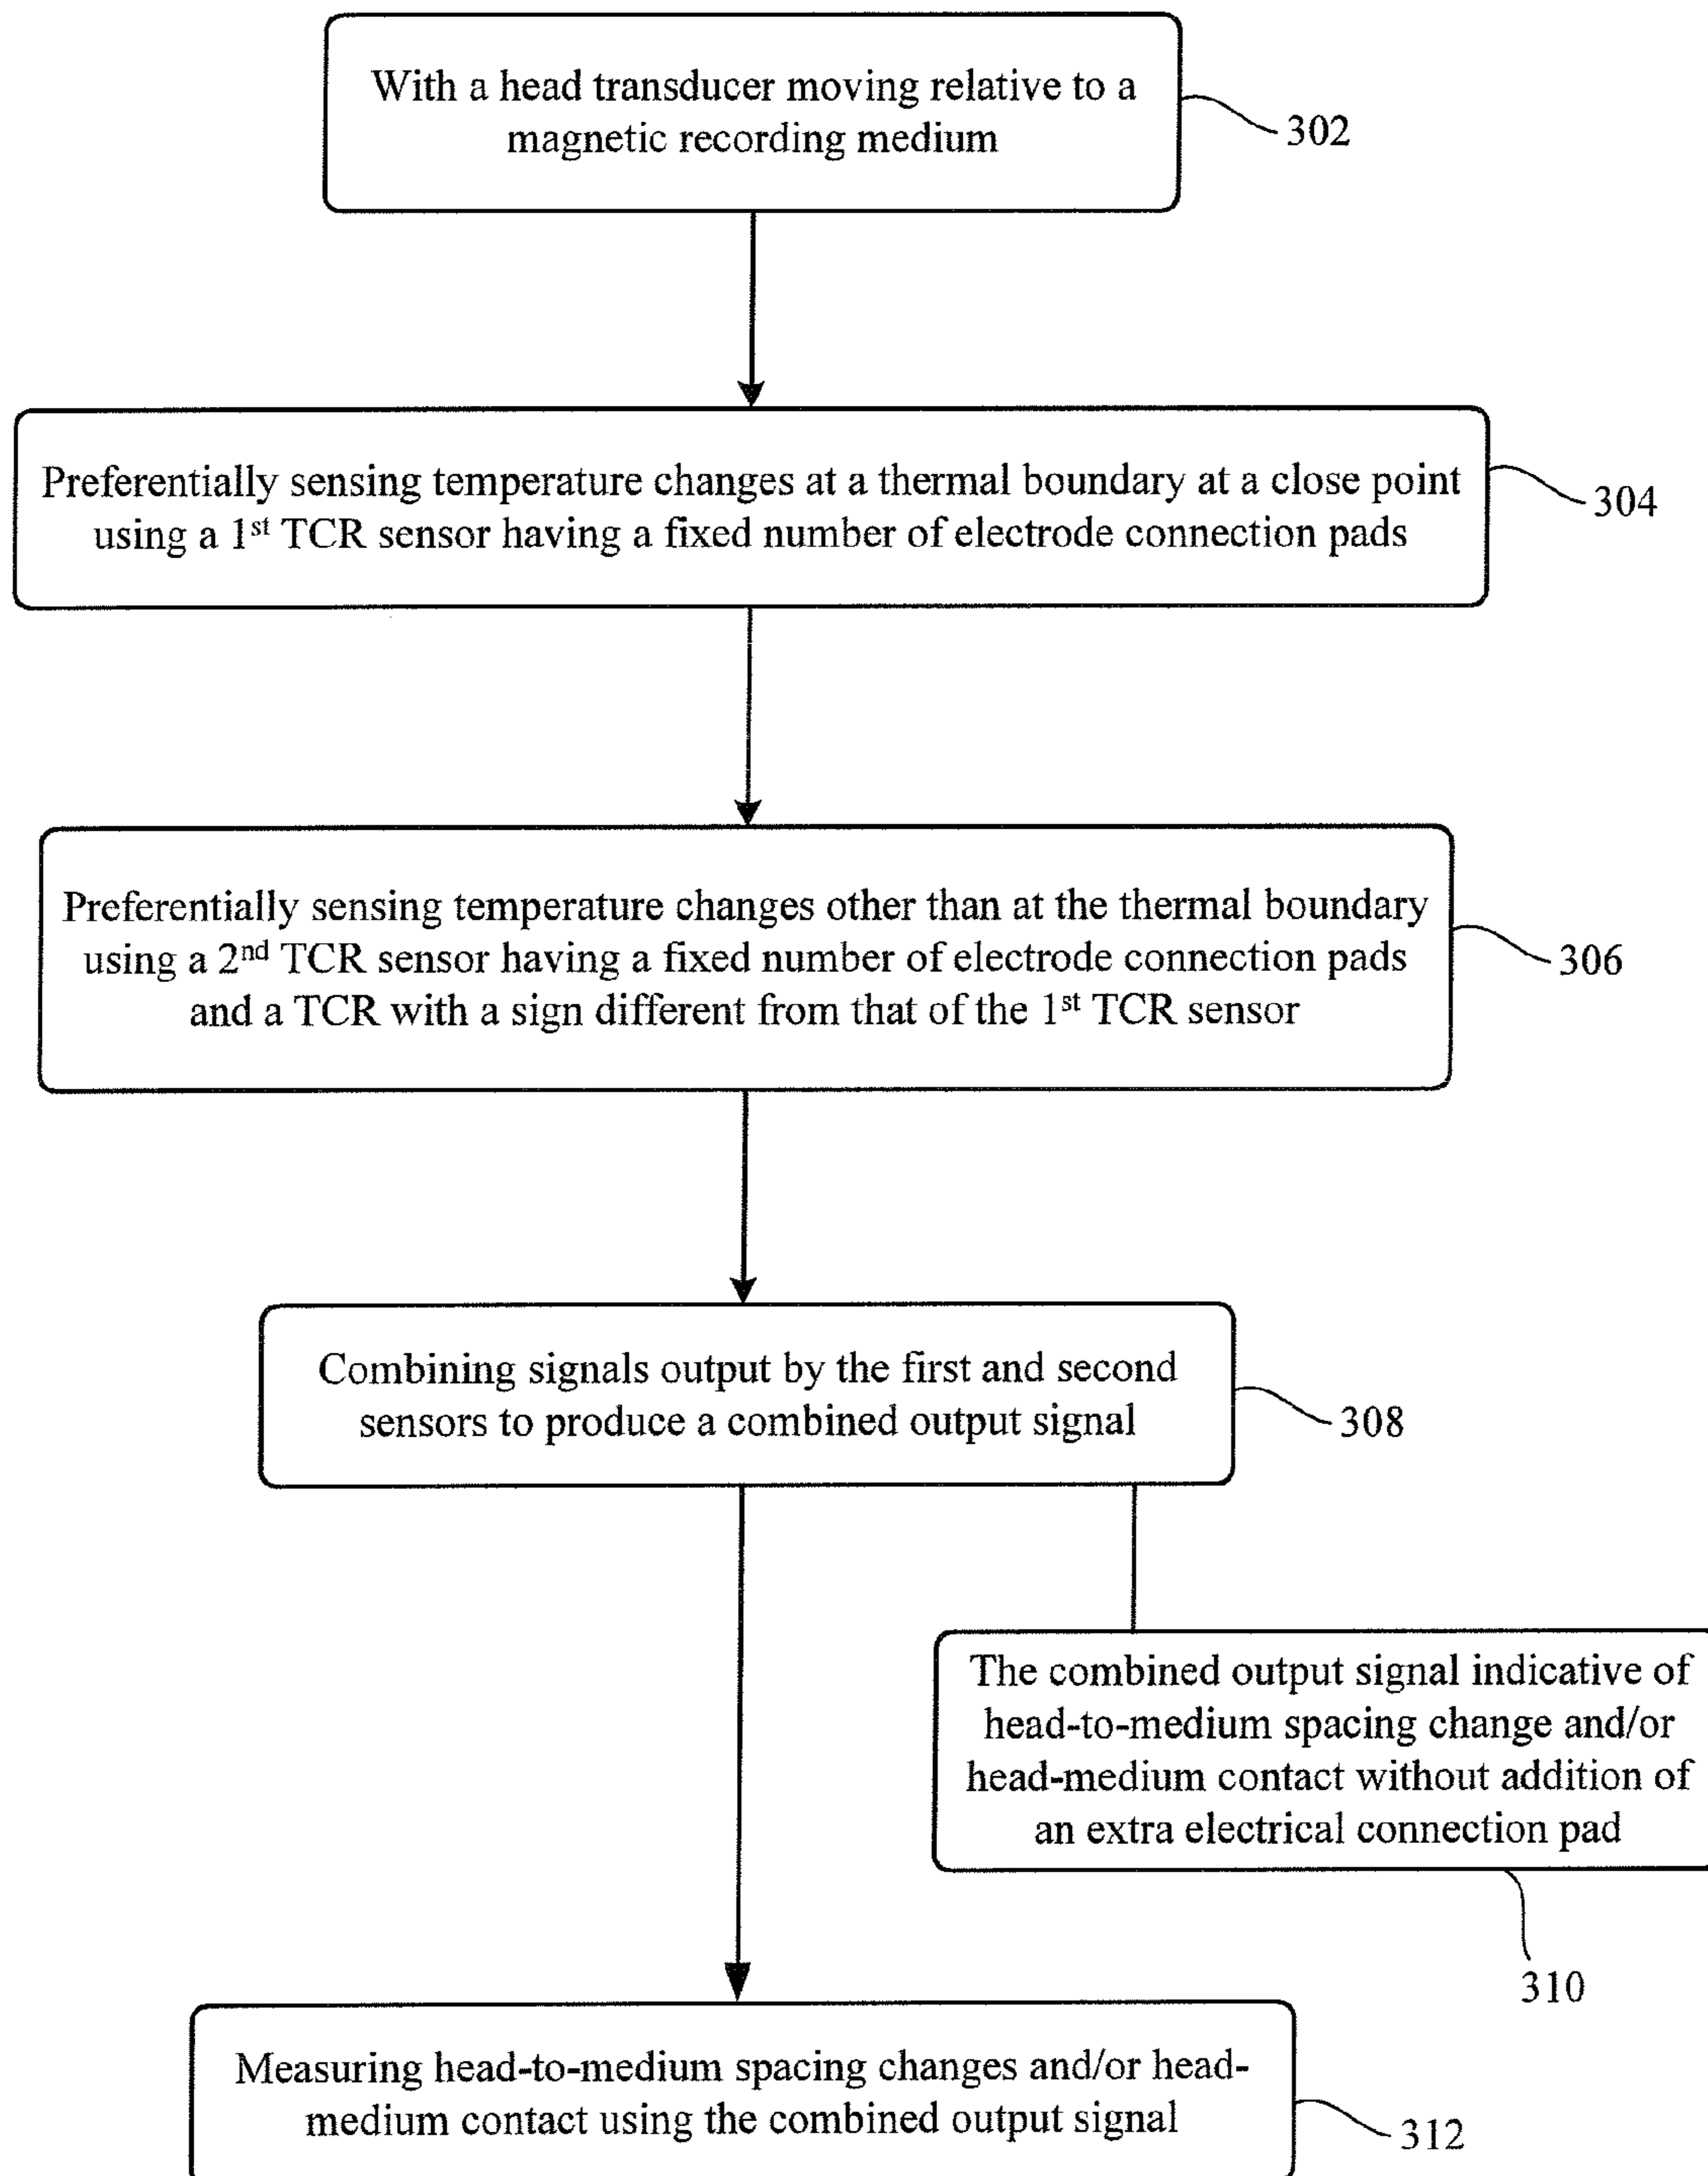 With a head transducer moving relative to a
magnetic recording medium
302
Preferentially sensing temperature changes at a thermal boundary at a close point
using a 1st TCR sensor having a fixed number of electrode connection pads
304
Preferentially sensing temperature changes other than at the thermal boundary
using a 2nd TCR sensor having a fixed number of electrode connection pads
and a TCR with a sign different from that of the 1st TCR sensor
306
Combining signals output by the first and second
sensors to produce a combined output signal
308
The combined output signal indicative of
head-to-medium spacing change and/or
head-medium contact without addition of
an extra electrical connection pad
310
Measuring head-to-medium spacing changes and/or head-
medium contact using the combined output signal
312